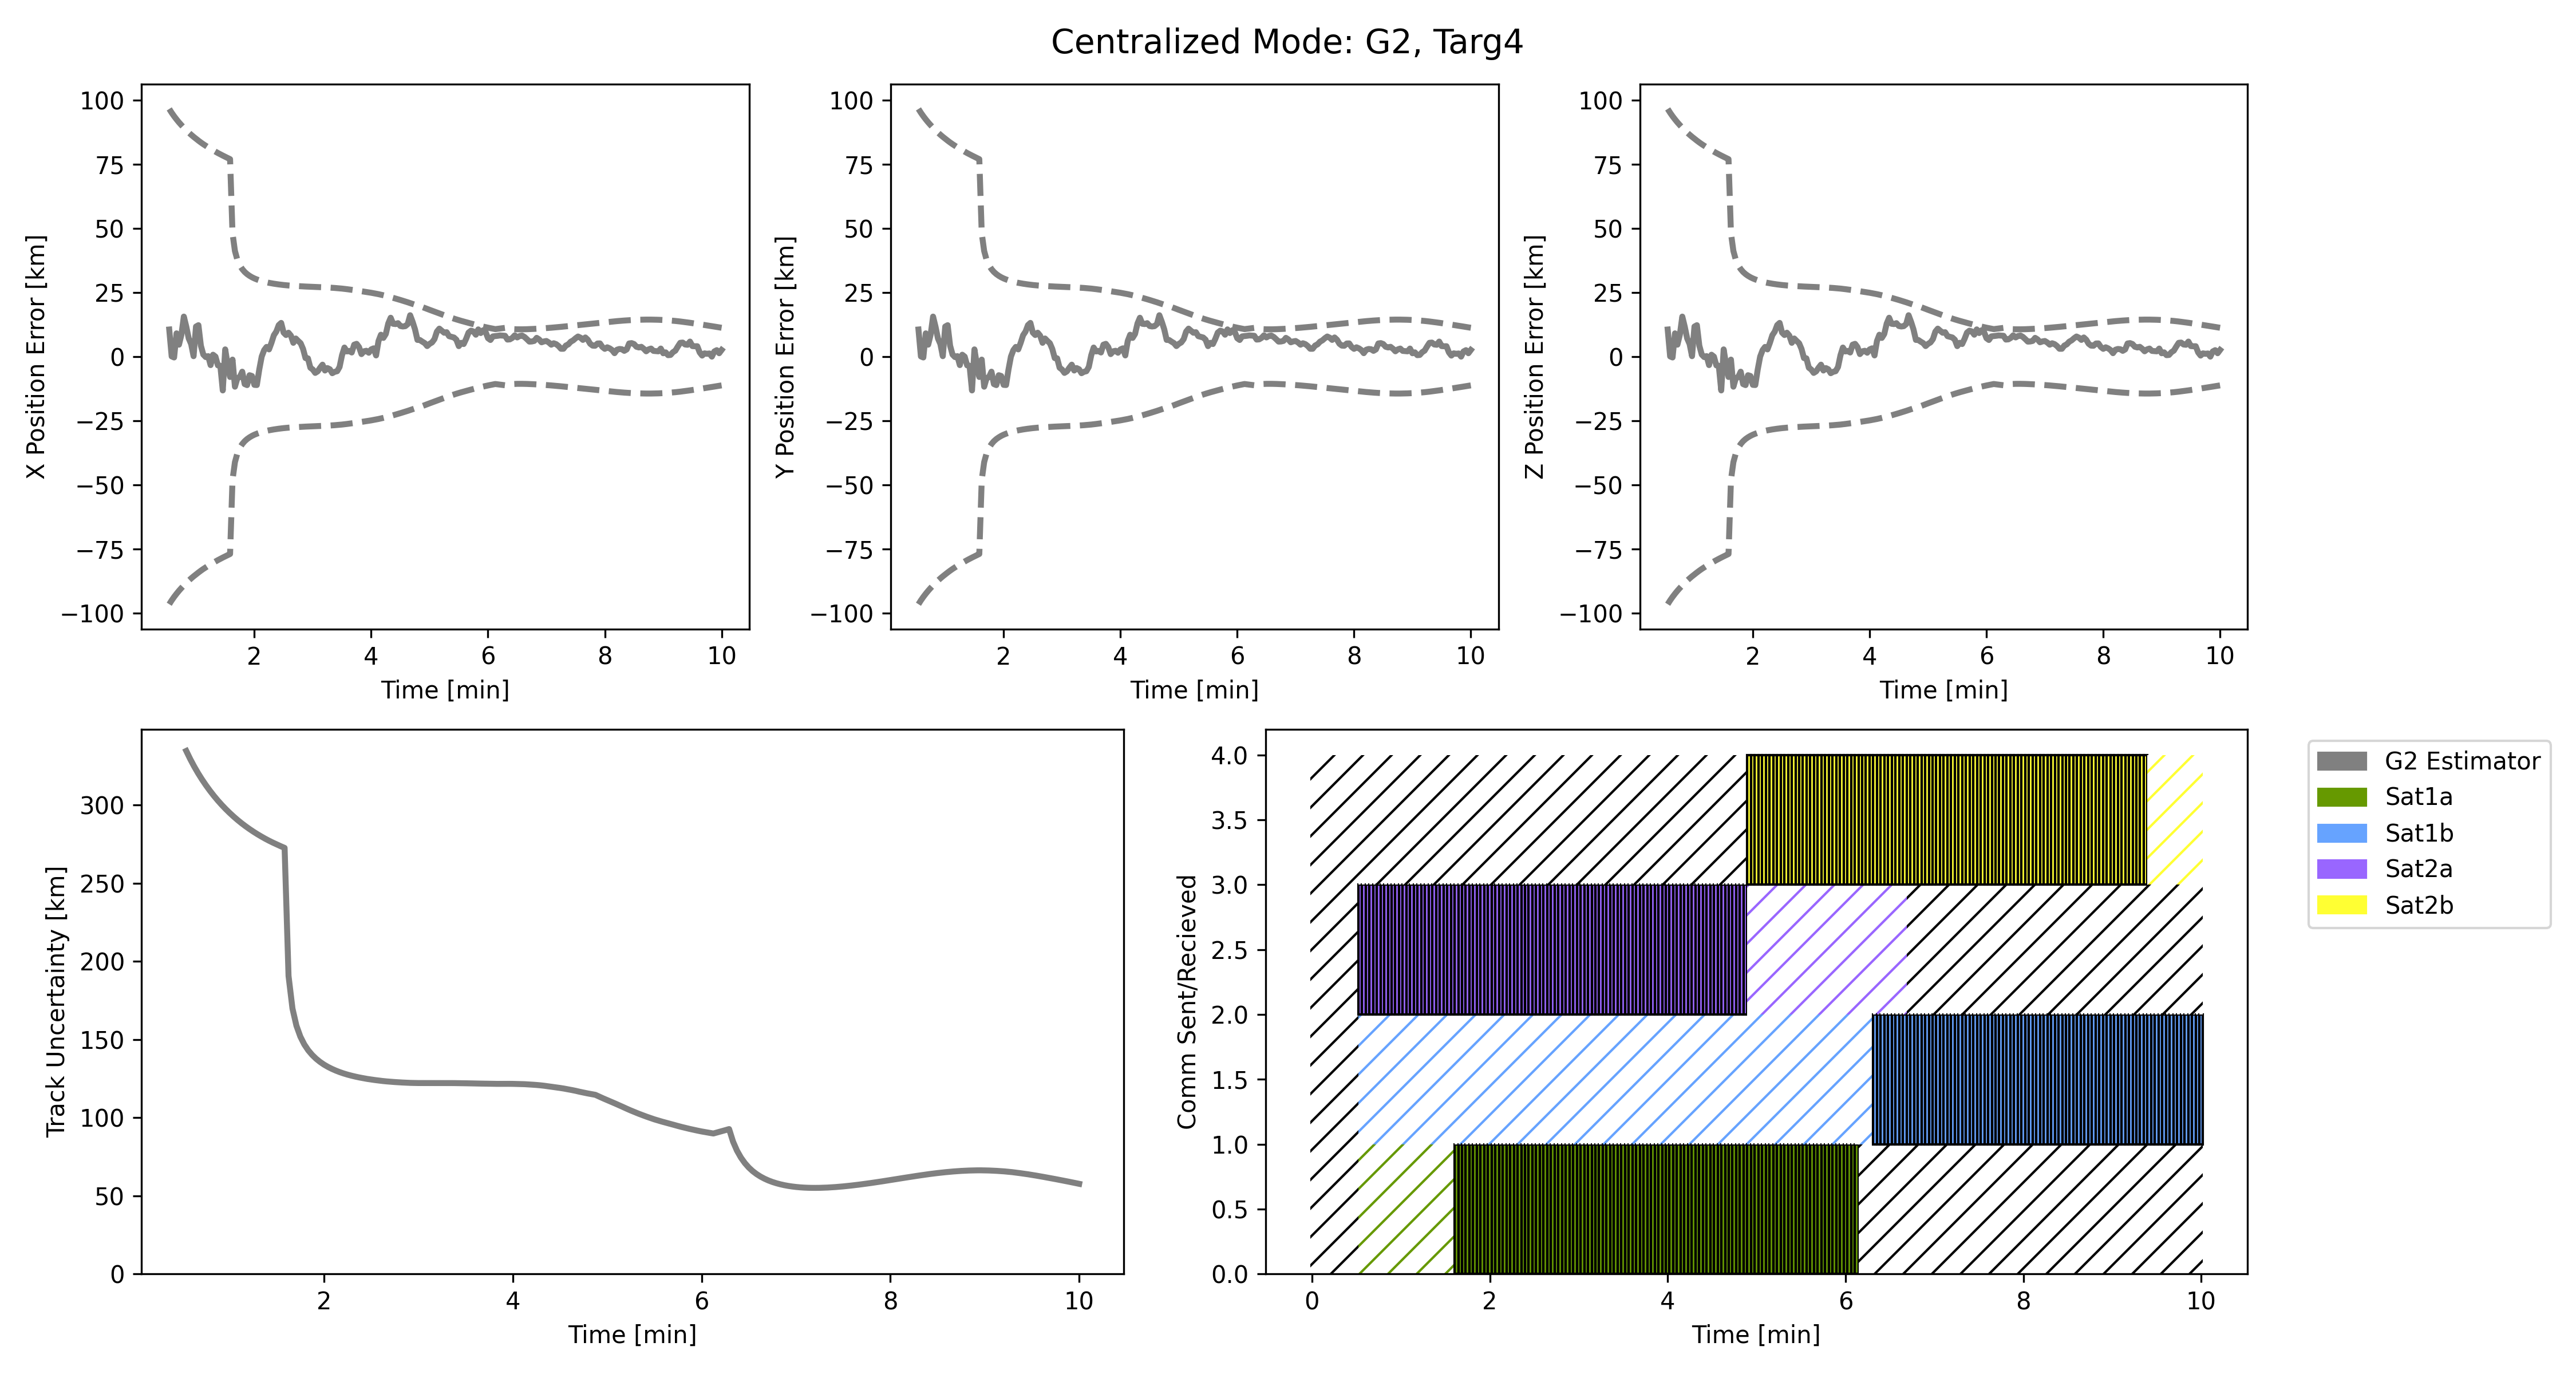 Centralized Mode: G2, Targ4
X Position Error [km]
100
75
50
25
0
−25
−50
−75
−100
2 4 6 8 10
Time [min]
Y Position Error [km]
100
75
50
25
0
−25
−50
−75
−100
2 4 6 8 10
Time [min]
Z Position Error [km]
100
75
50
25
0
−25
−50
−75
−100
2 4 6 8 10
Time [min]
Track Uncertainty [km]
300
250
200
150
100
50
0
2 4 6 8 10
Time [min]
Comm Sent/Recieved
4.0
3.5
3.0
2.5
2.0
1.5
1.0
0.5
0.0
0 2 4 6 8 10
Time [min]
G2 Estimator
Sat1a
Sat1b
Sat2a
Sat2b